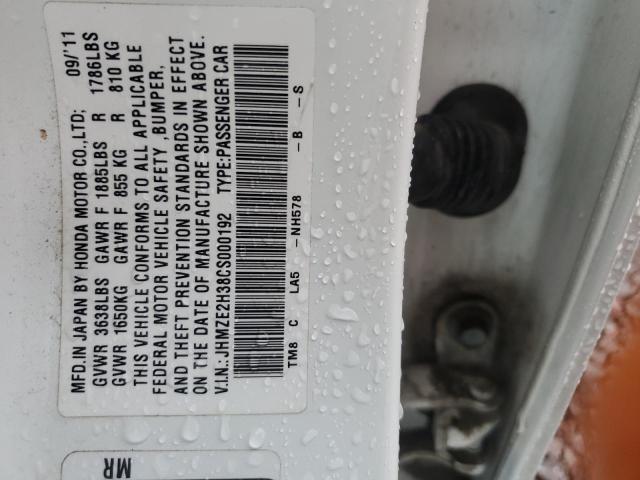 MFD.IN JAPAN BY HONDA MOTOR CO.,LTD; 09/'11
GVWR 3638LBS GAWR F 1885LBS R 1786LBS
GVWR 1650KG GAWR F 855 KG R 810 KG
THIS VEHICLE CONFORMS TO ALL APPLICABLE
FEDERAL MOTOR VEHICLE SAFETY ,BUMPER,
AND THEFT PREVENTION STANDARDS IN EFFECT
ON THE DATE OF MANUFACTURE SHOWN ABOVE.
V.I.N.:JHMZE2H38CS000192 TYPE:PASSENGER CAR
TM8 C LA5 -NH578 -B -S
MR